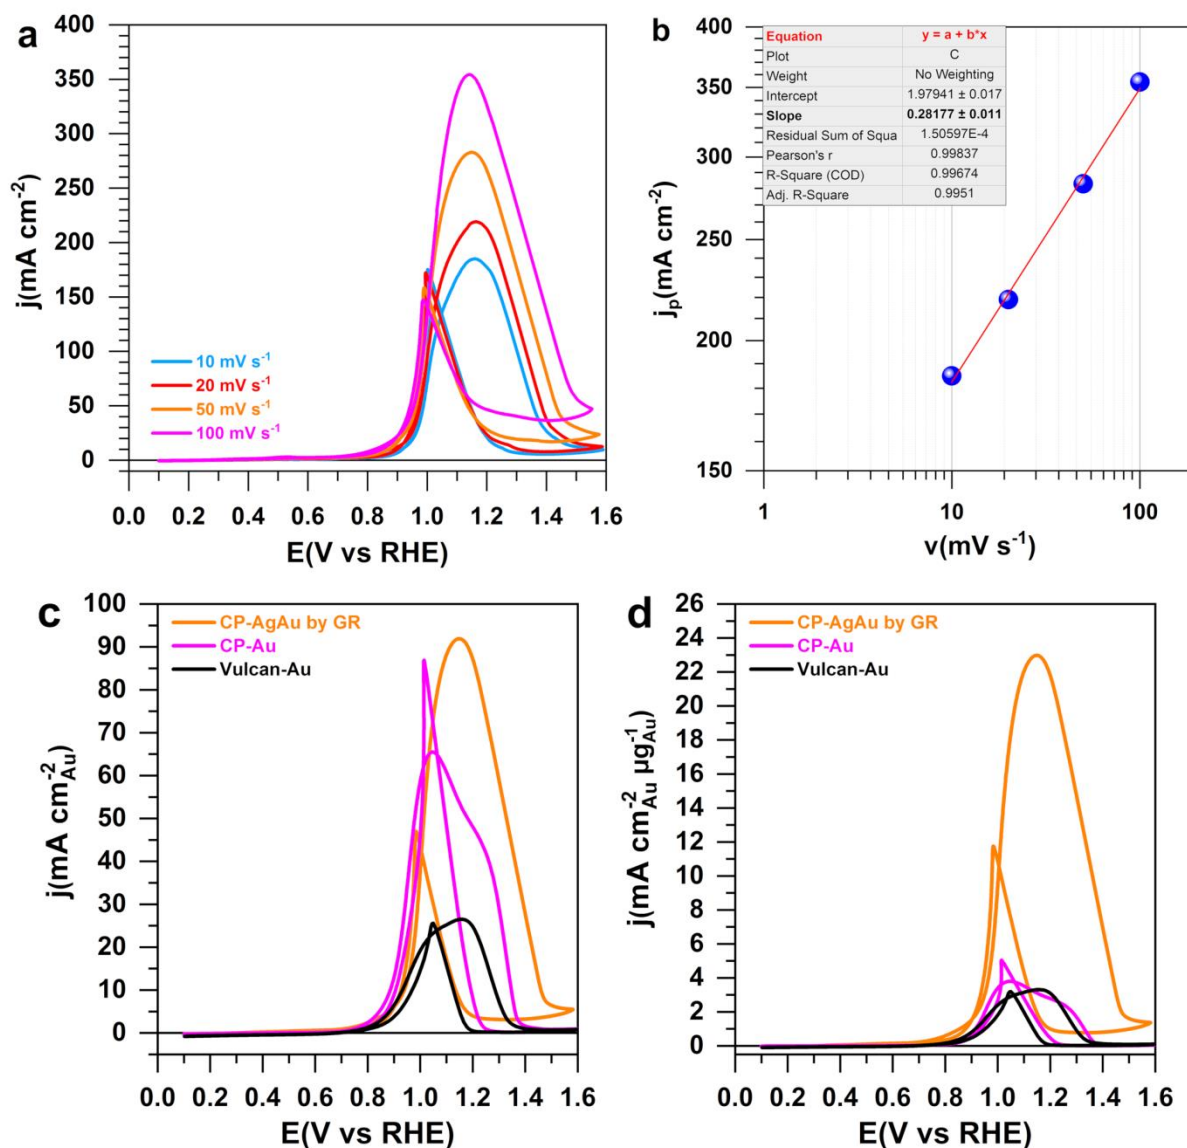 a
400
350
300
250
200
150
100
50
0
j(mA cm⁻²)
10 mV s⁻¹
20 mV s⁻¹
50 mV s⁻¹
100 mV s⁻¹
0.0 0.2 0.4 0.6 0.8 1.0 1.2 1.4 1.6
E(V vs RHE)
b
400
350
300
250
200
150
jₚ(mA cm⁻²)
Equation y = a + b*x
Plot C
Weight No Weighting
Intercept 1.97941 ± 0.017
Slope 0.28177 ± 0.011
Residual Sum of Squa 1.50597E-4
Pearson's r 0.99837
R-Square (COD) 0.99674
Adj. R-Square 0.9951
1 10 100
v(mV s⁻¹)
c
100
90
80
70
60
50
40
30
20
10
0
j(mA cm⁻²Au)
CP-AgAu by GR
CP-Au
Vulcan-Au
0.0 0.2 0.4 0.6 0.8 1.0 1.2 1.4 1.6
E(V vs RHE)
d
26
24
22
20
18
16
14
12
10
8
6
4
2
0
j(mA cm⁻²Au µg⁻¹Au)
CP-AgAu by GR
CP-Au
Vulcan-Au
0.0 0.2 0.4 0.6 0.8 1.0 1.2 1.4 1.6
E(V vs RHE)